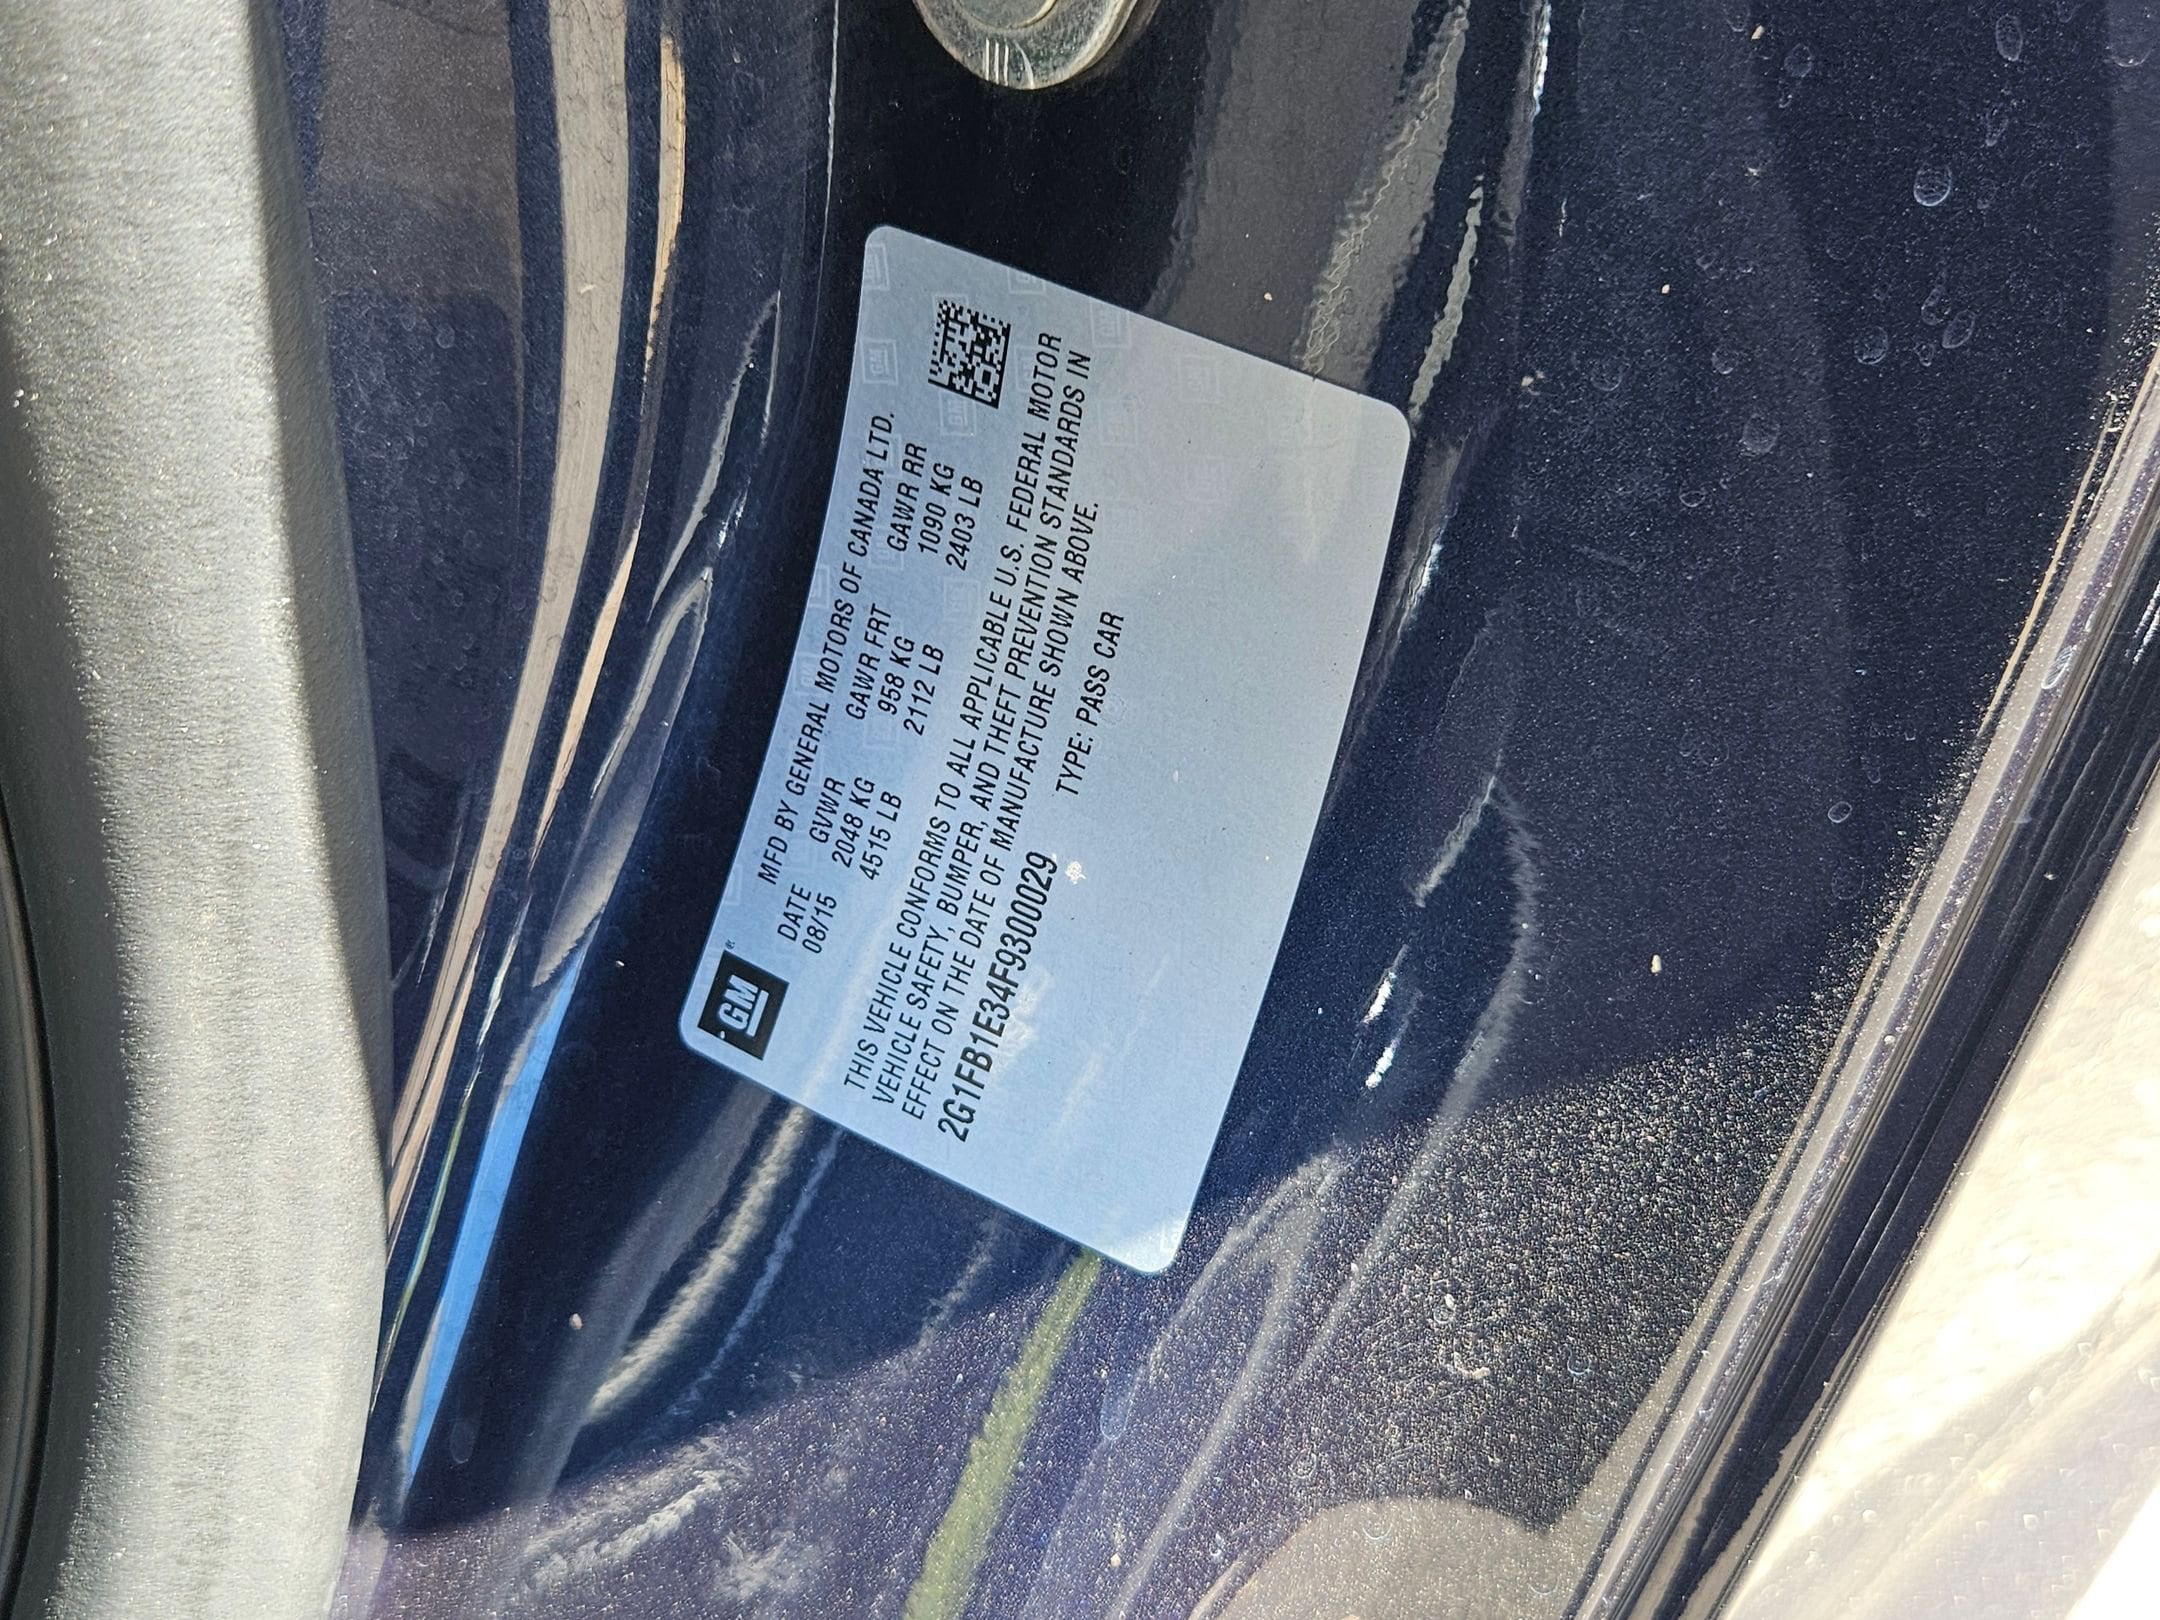 GM
MFD BY GENERAL MOTORS OF CANADA LTD.
DATE GVWR GAWR FRT GAWR RR
08/15 2048 KG 958 KG 1090 KG
4515 LB 2112 LB 2403 LB
THIS VEHICLE CONFORMS TO ALL APPLICABLE U.S. FEDERAL MOTOR
VEHICLE SAFETY, BUMPER, AND THEFT PREVENTION STANDARDS IN
EFFECT ON THE DATE OF MANUFACTURE SHOWN ABOVE.
2G1FB1E34F9300029 TYPE: PASS CAR